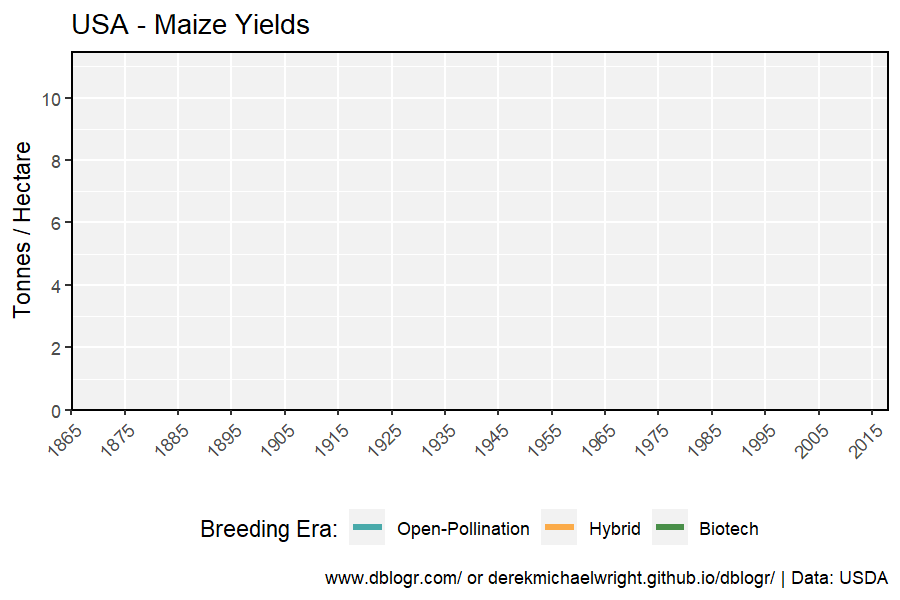 USA - Maize Yields
Tonnes / Hectare
10
8
6
4
2
0
1865 1875 1885 1895 1905 1915 1925 1935 1945 1955 1965 1975 1985 1995 2005 2015
Breeding Era: Open-Pollination Hybrid Biotech
www.dblogr.com/ or derekmichaelwright.github.io/dblogr/ | Data: USDA